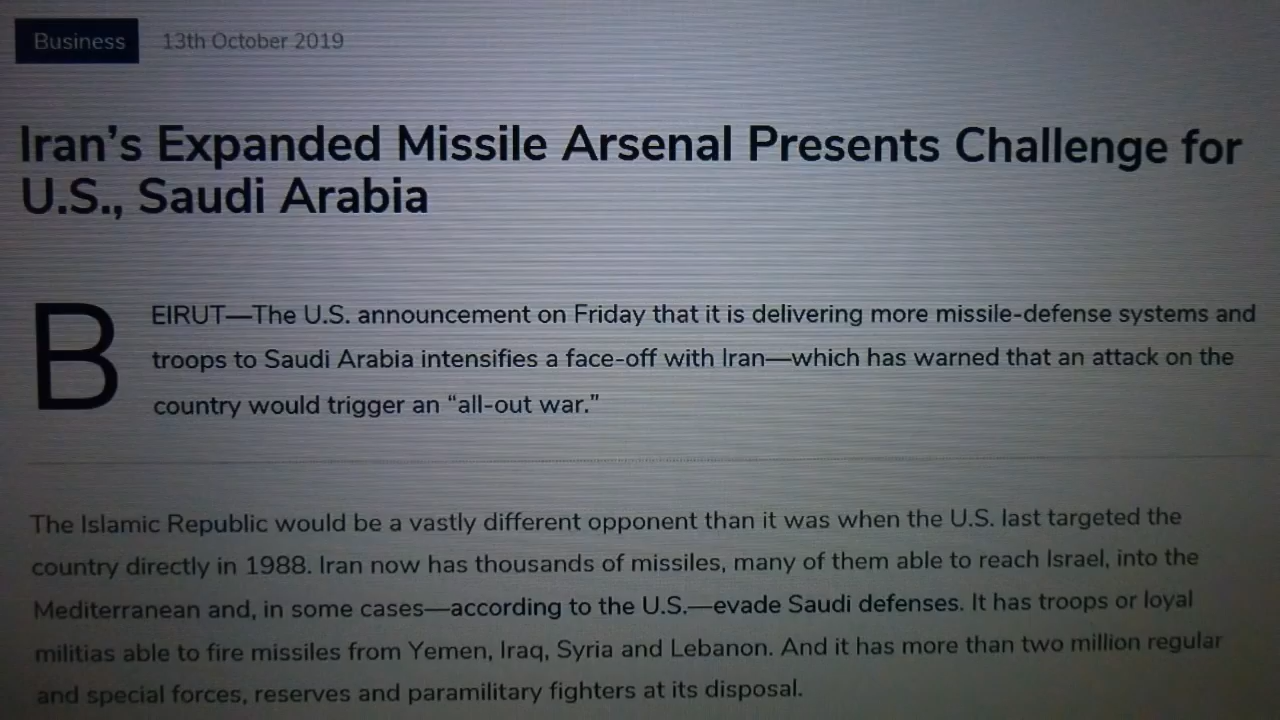 Business 13th October 2019
Iran’s Expanded Missile Arsenal Presents Challenge for
U.S., Saudi Arabia
BEIRUT—The U.S. announcement on Friday that it is delivering more missile-defense systems and
troops to Saudi Arabia intensifies a face-off with Iran—which has warned that an attack on the
country would trigger an “all-out war.”
The Islamic Republic would be a vastly different opponent than it was when the U.S. last targeted the
country directly in 1988. Iran now has thousands of missiles, many of them able to reach Israel, into the
Mediterranean and, in some cases—according to the U.S.—evade Saudi defenses. It has troops or loyal
militias able to fire missiles from Yemen, Iraq, Syria and Lebanon. And it has more than two million regular
and special forces, reserves and paramilitary fighters at its disposal.